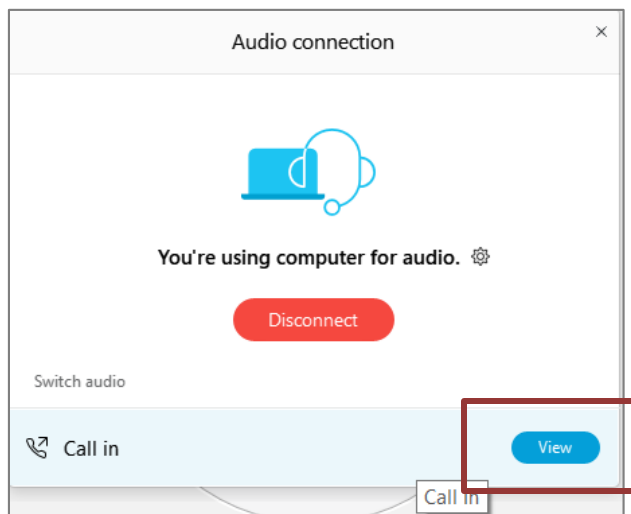 Audio connection
You're using computer for audio.
Disconnect
Switch audio
Call in
View
Call In